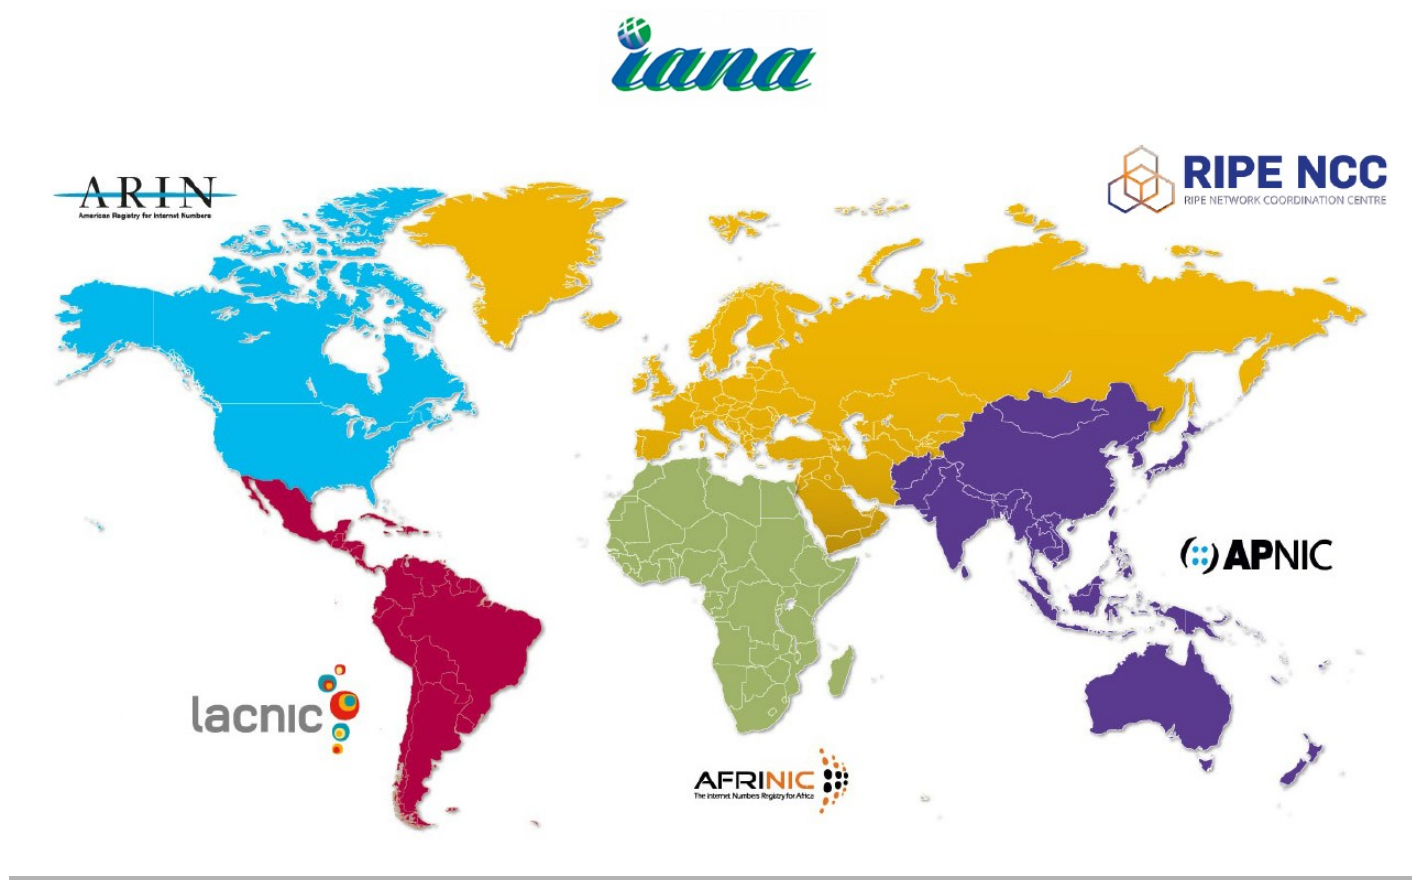 iana
ARIN
American Registry for Internet Numbers
RIPE NCC
RIPE NETWORK COORDINATION CENTRE
APNIC
lacnic
AFRINIC
The Internet Numbers Registry for Africa